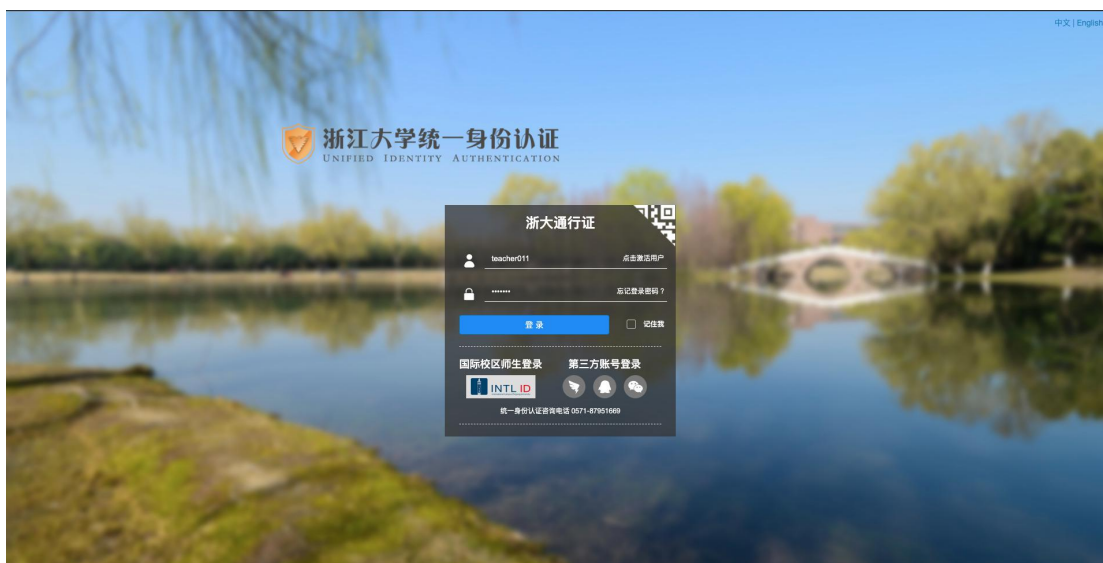 中文 | English
浙江大学统一身份认证
UNIFIED IDENTITY AUTHENTICATION
浙大通行证
teacher011 点击激活用户
••••••• 忘记登录密码？
登 录 记住我
国际校区师生登录 第三方账号登录
INTL ID
统一身份认证咨询电话 0571-87951669